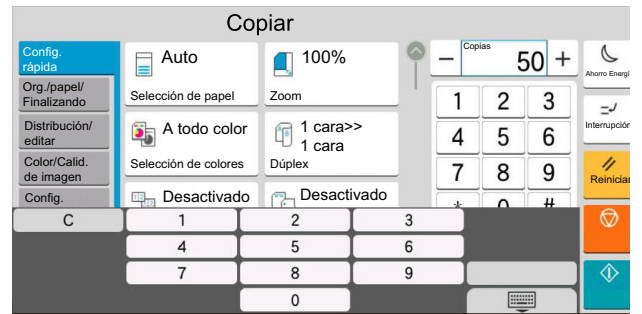 Copiar
Config.
rápida
Org./papel/
Finalizando
Distribución/
editar
Color/Calid.
de imagen
Config.
Auto
Selección de papel
100%
Zoom
A todo color
Selección de colores
1 cara>>
1 cara
Dúplex
Desactivado
Desactivado
Copias
− 50 +
1 2 3
4 5 6
7 8 9
* 0 #
Ahorro Energí
Interrupción
Reiniciar
C 1 2 3
4 5 6
7 8 9
0